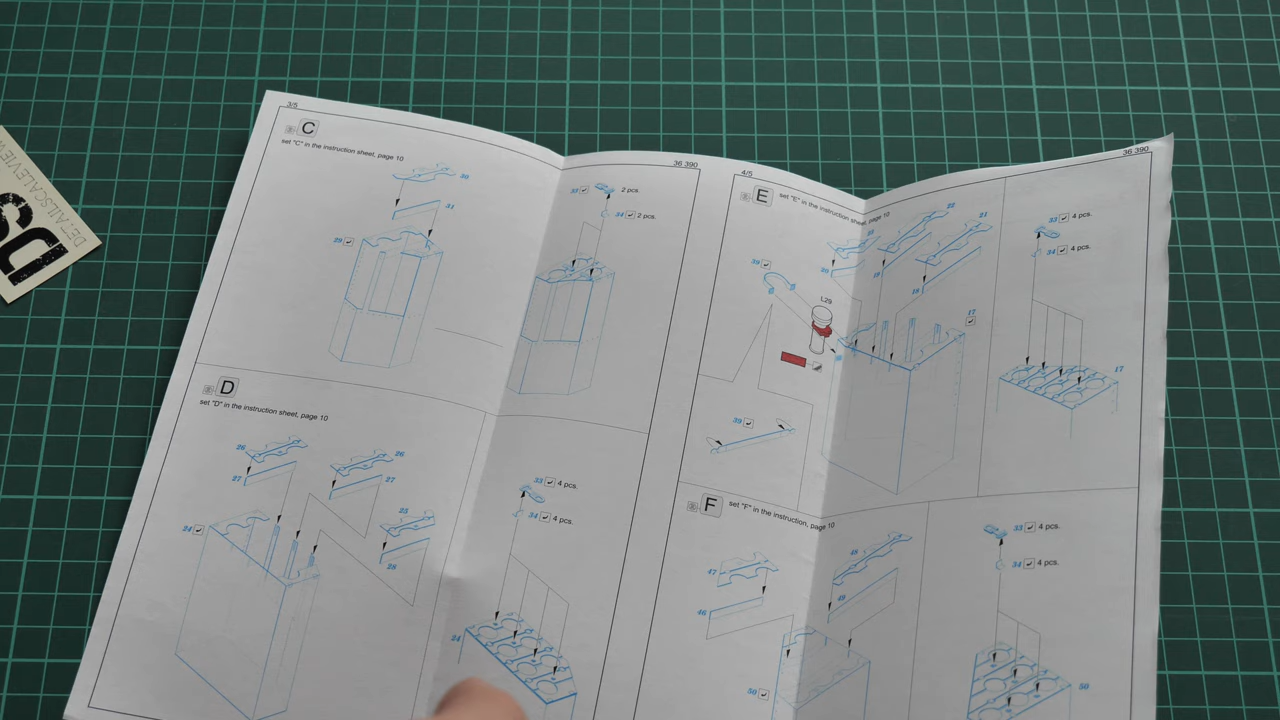 DS
DETAILSCALEVIEW.
3/5
C
set "C" in the instruction sheet, page 10
30
31
29
36 390
35
2 pcs.
34
2 pcs.
D
set "D" in the instruction sheet, page 10
26
27
26
27
25
28
24
33
4 pcs.
34
4 pcs.
24
4/5
36 390
E
set "E" in the instruction sheet, page 10
22
21
20
19
18
17
39
L29
39
33
4 pcs.
34
4 pcs.
17
F
set "F" in the instruction, page 10
47
46
48
49
50
33
4 pcs.
34
4 pcs.
50